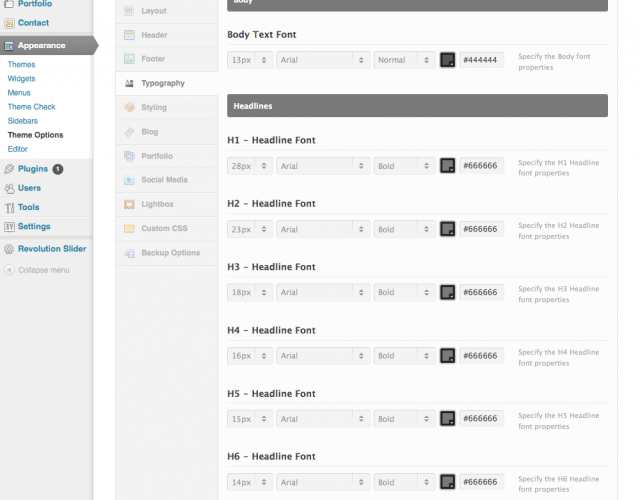 Portfolio
Contact
Appearance
Themes
Widgets
Menus
Theme Check
Sidebars
Theme Options
Editor
Plugins 1
Users
Tools
Settings
Revolution Slider
Collapse menu
Layout
Header
Footer
Typography
Styling
Blog
Portfolio
Social Media
Lightbox
Custom CSS
Backup Options
Body
Body Text Font
13px Arial Normal #444444
Specify the Body font
properties
Headlines
H1 – Headline Font
28px Arial Bold #666666
Specify the H1 Headline
font properties
H2 – Headline Font
23px Arial Bold #666666
Specify the H2 Headline
font properties
H3 – Headline Font
18px Arial Bold #666666
Specify the H3 Headline
font properties
H4 – Headline Font
16px Arial Bold #666666
Specify the H4 Headline
font properties
H5 – Headline Font
15px Arial Bold #666666
Specify the H5 Headline
font properties
H6 – Headline Font
14px Arial Bold #666666
Specify the H6 Headline
font properties